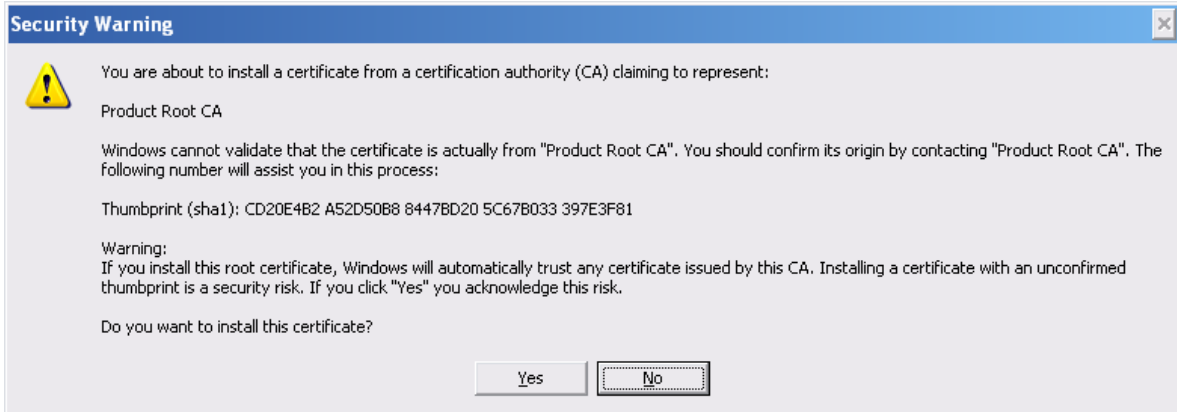 Security Warning
You are about to install a certificate from a certification authority (CA) claiming to represent:
Product Root CA
Windows cannot validate that the certificate is actually from "Product Root CA". You should confirm its origin by contacting "Product Root CA". The
following number will assist you in this process:
Thumbprint (sha1): CD20E4B2 A52D50B8 8447BD20 5C67B033 397E3F81
Warning:
If you install this root certificate, Windows will automatically trust any certificate issued by this CA. Installing a certificate with an unconfirmed
thumbprint is a security risk. If you click "Yes" you acknowledge this risk.
Do you want to install this certificate?
Yes
No